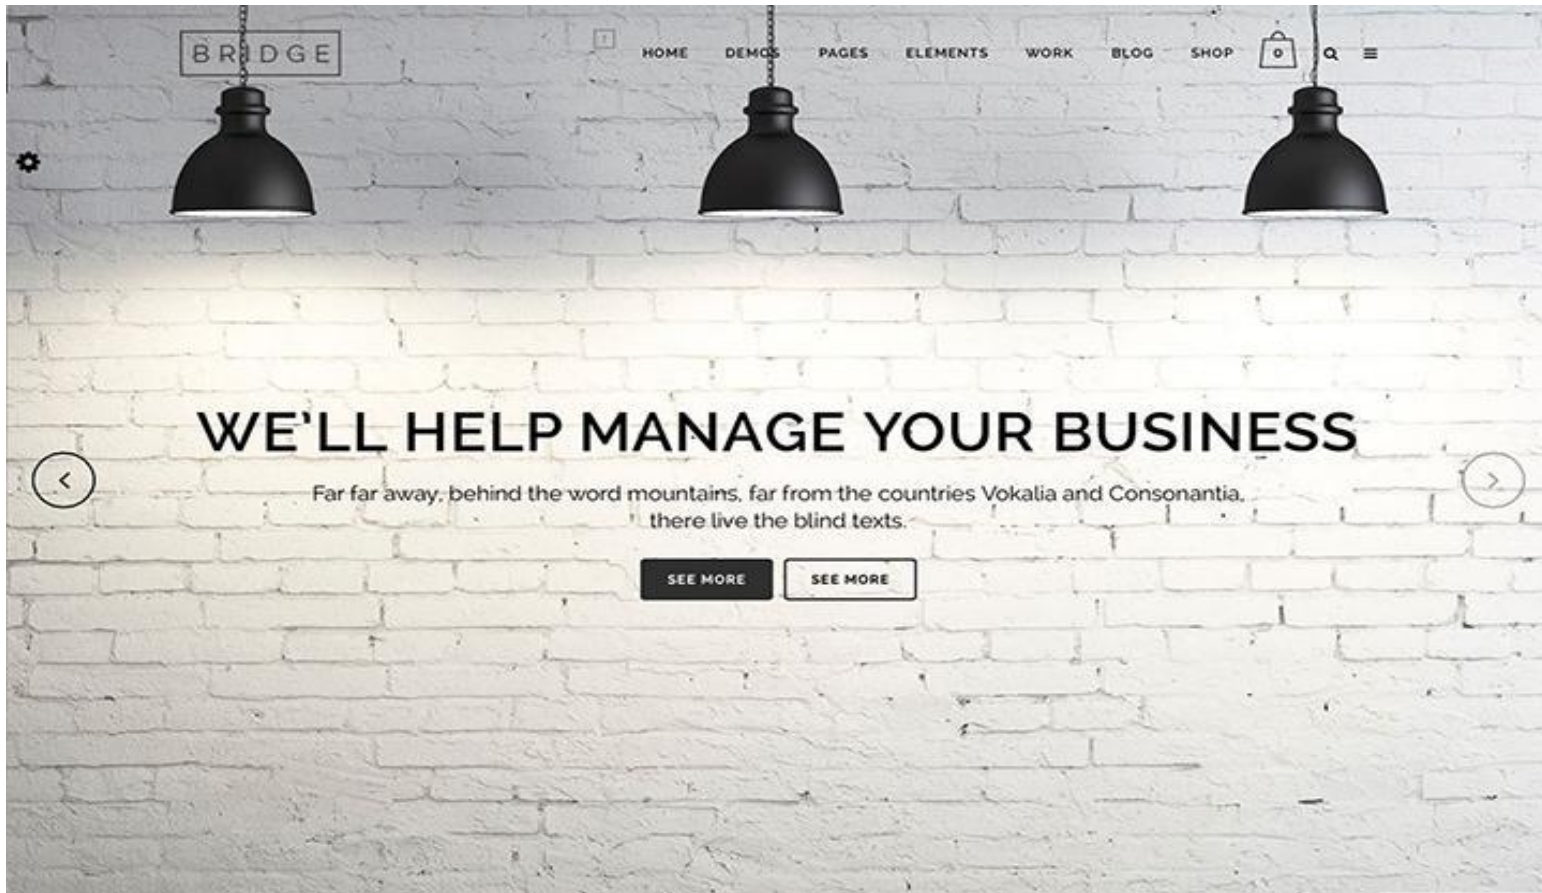 BRIDGE
HOME DEMOS PAGES ELEMENTS WORK BLOG SHOP 0
WE'LL HELP MANAGE YOUR BUSINESS
Far far away, behind the word mountains, far from the countries Vokalia and Consonantia,
there live the blind texts.
SEE MORE SEE MORE